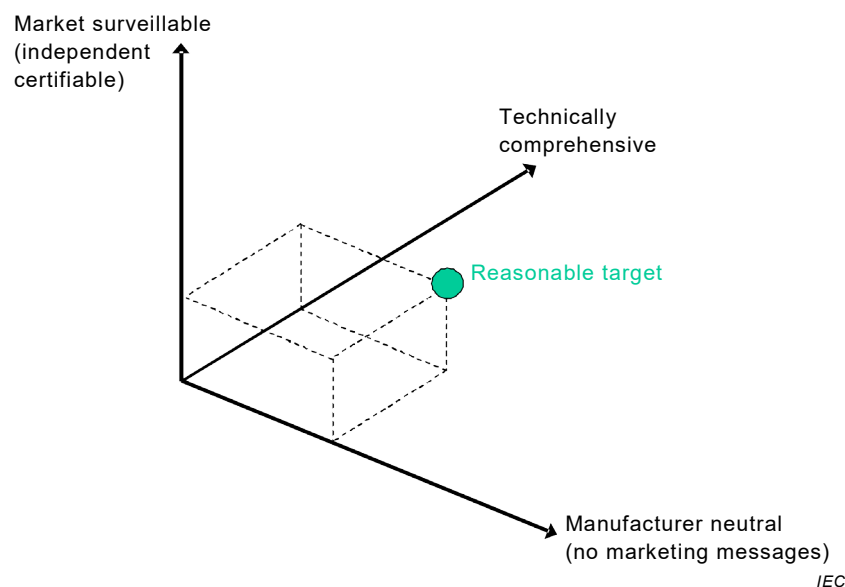 Market surveillable
(independent
certifiable)
Technically
comprehensive
Reasonable target
Manufacturer neutral
(no marketing messages)
IEC